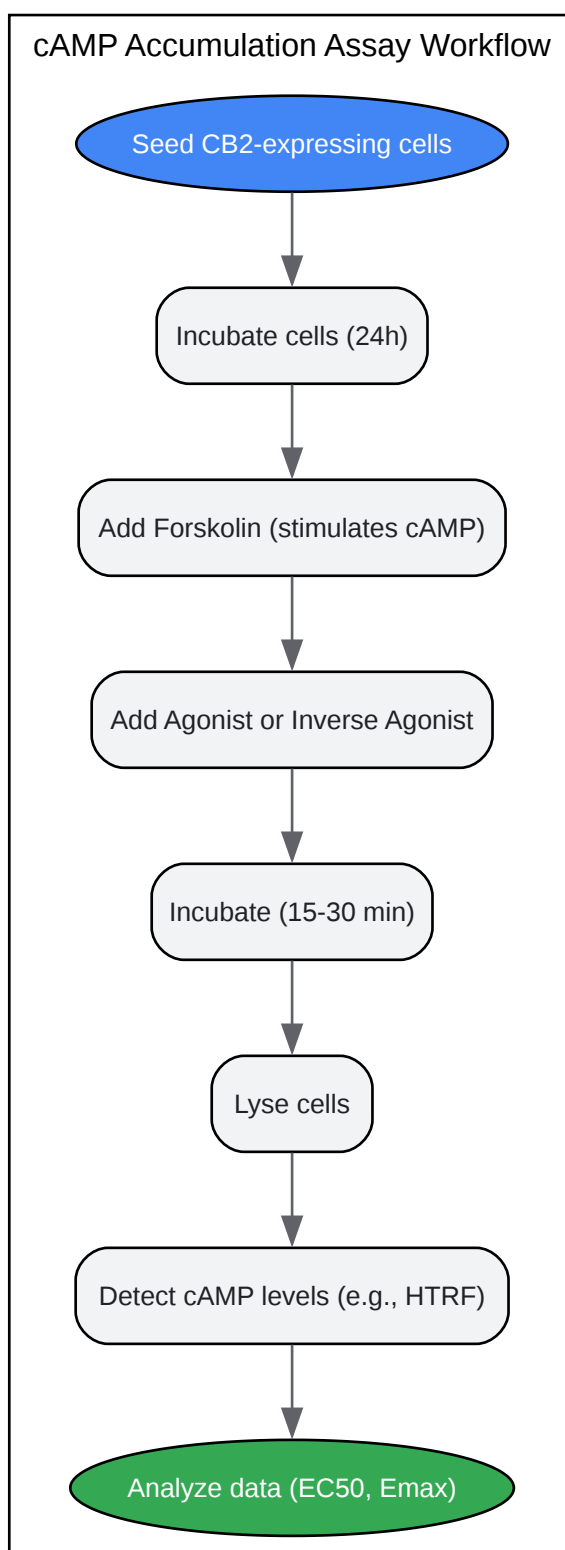 cAMP Accumulation Assay Workflow
Seed CB2-expressing cells
Incubate cells (24h)
Add Forskolin (stimulates cAMP)
Add Agonist or Inverse Agonist
Incubate (15-30 min)
Lyse cells
Detect cAMP levels (e.g., HTRF)
Analyze data (EC50, Emax)